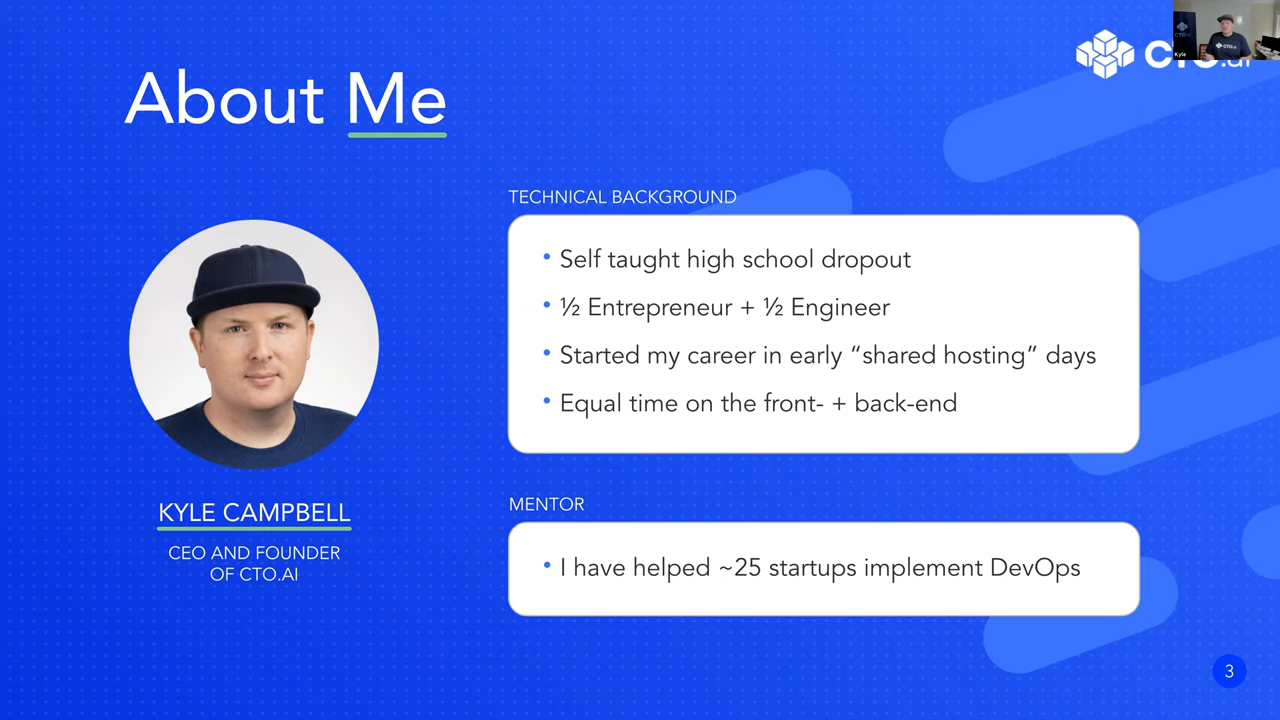 About Me
CTO.ai
Kyle
TECHNICAL BACKGROUND
• Self taught high school dropout
• ½ Entrepreneur + ½ Engineer
• Started my career in early “shared hosting” days
• Equal time on the front- + back-end
KYLE CAMPBELL
CEO AND FOUNDER
OF CTO.AI
MENTOR
• I have helped ~25 startups implement DevOps
3